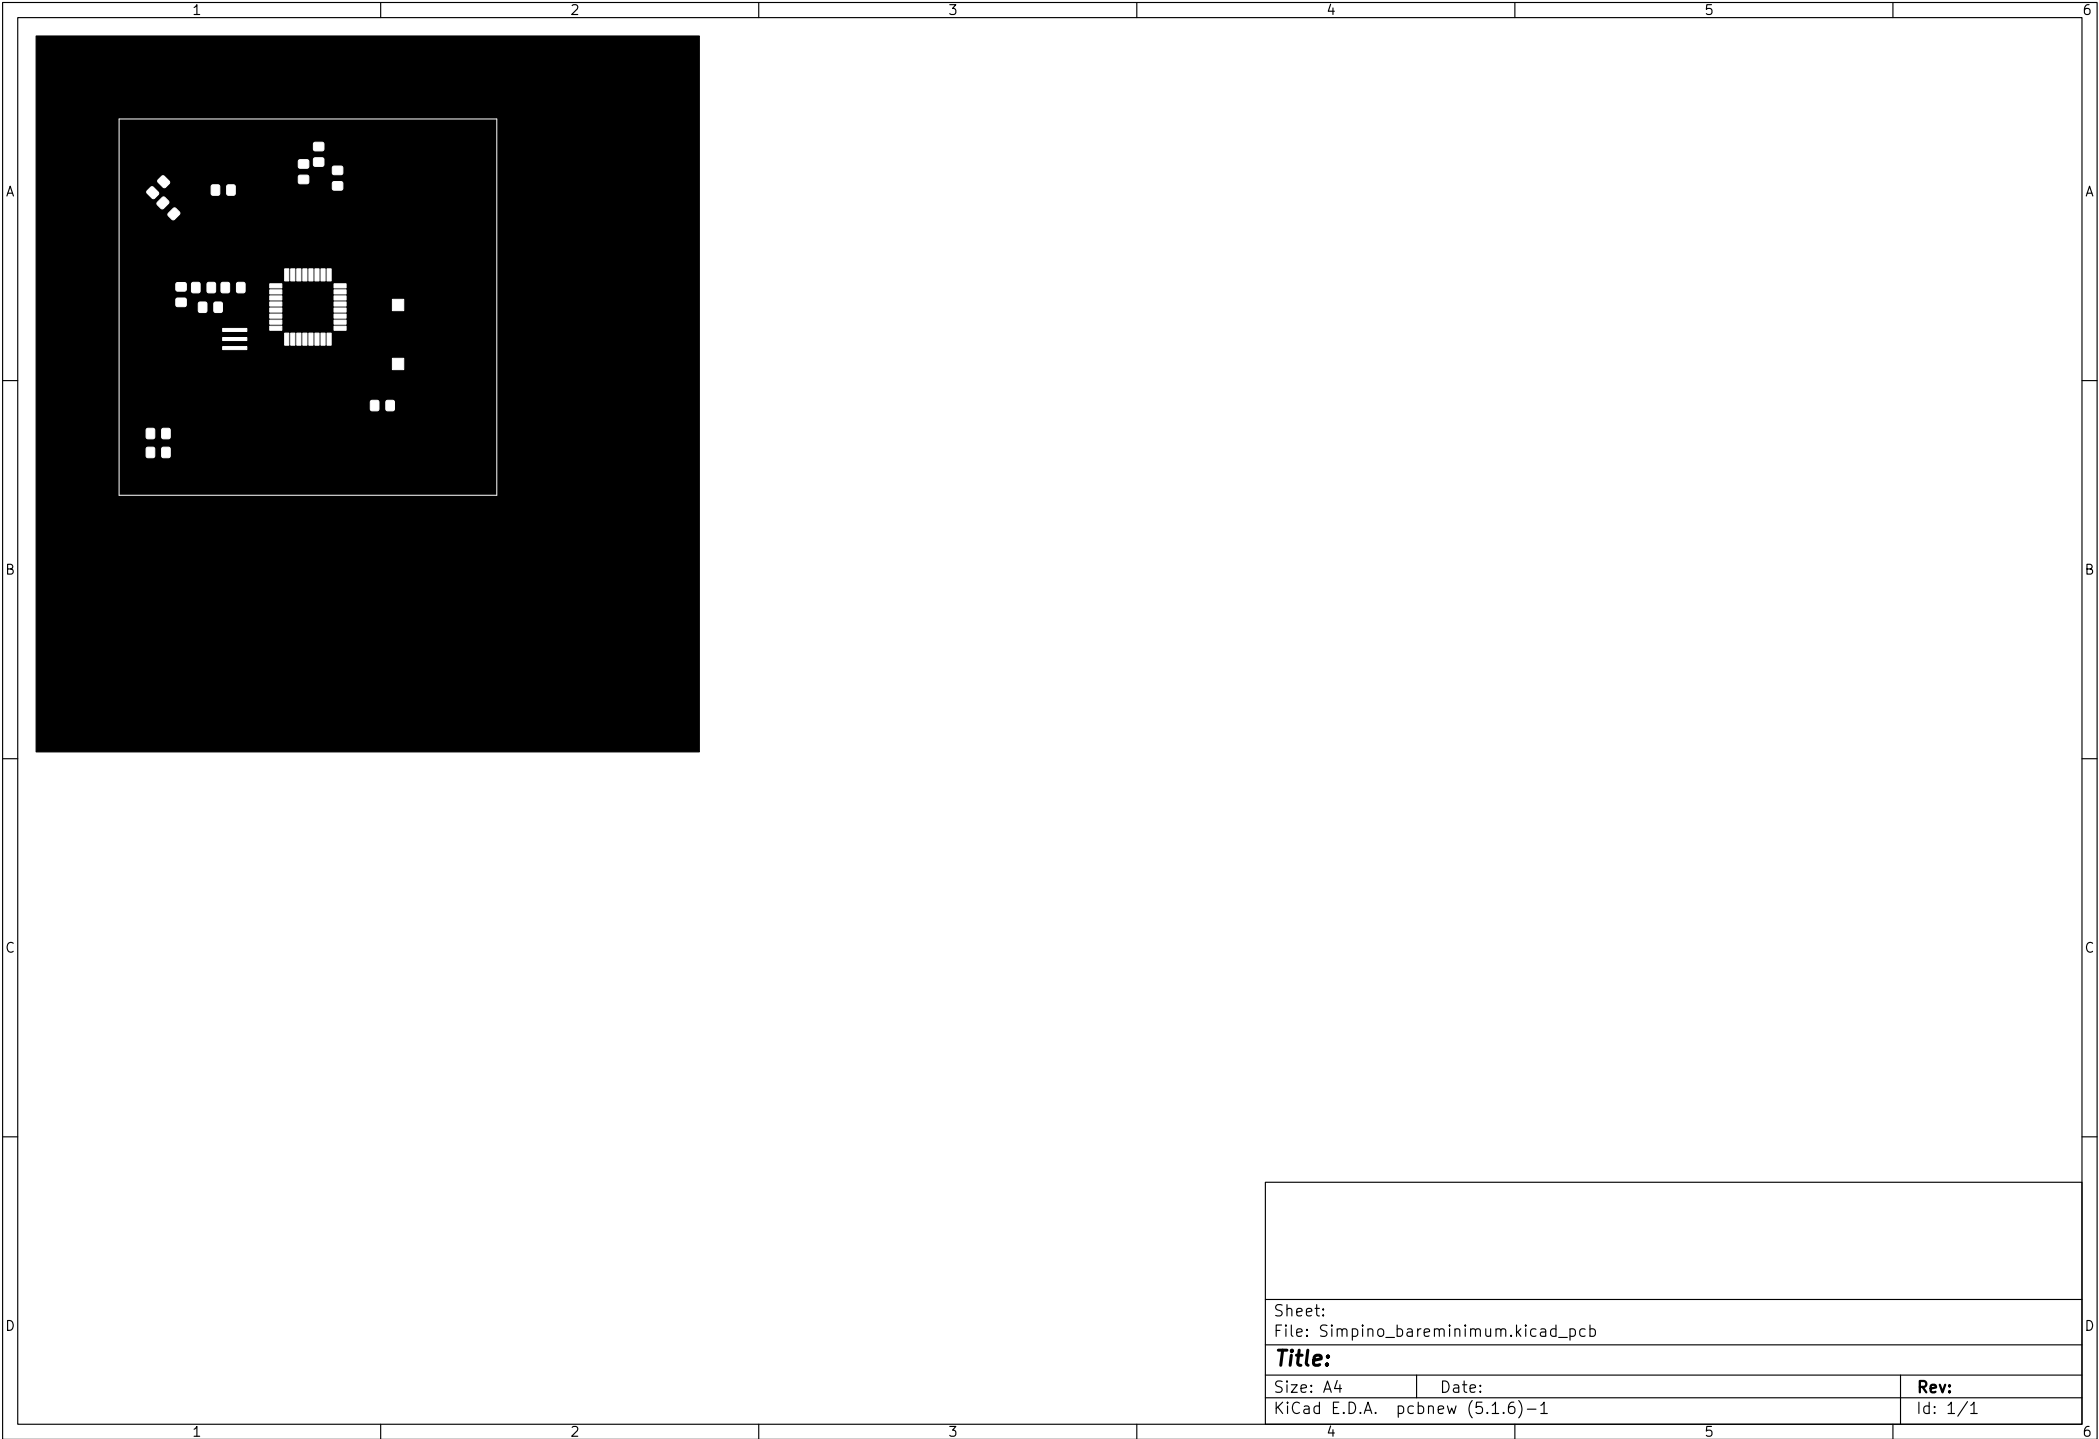 1 2 3 4 5 6
A A
B B
C C
Sheet:
D D
File: Simpino_bareminimum.kicad_pcb
Title:
Size: A4 Date: Rev:
KiCad E.D.A. pcbnew (5.1.6)-1 Id: 1/1
1 2 3 4 5 6